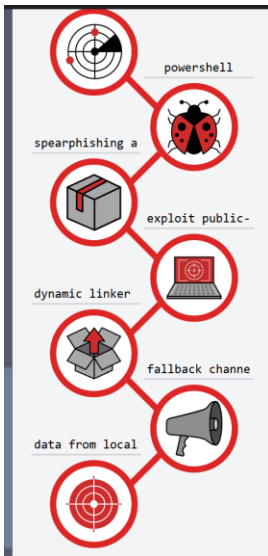 powershell
spearphishing a
exploit public-
dynamic linker
fallback channe
data from local